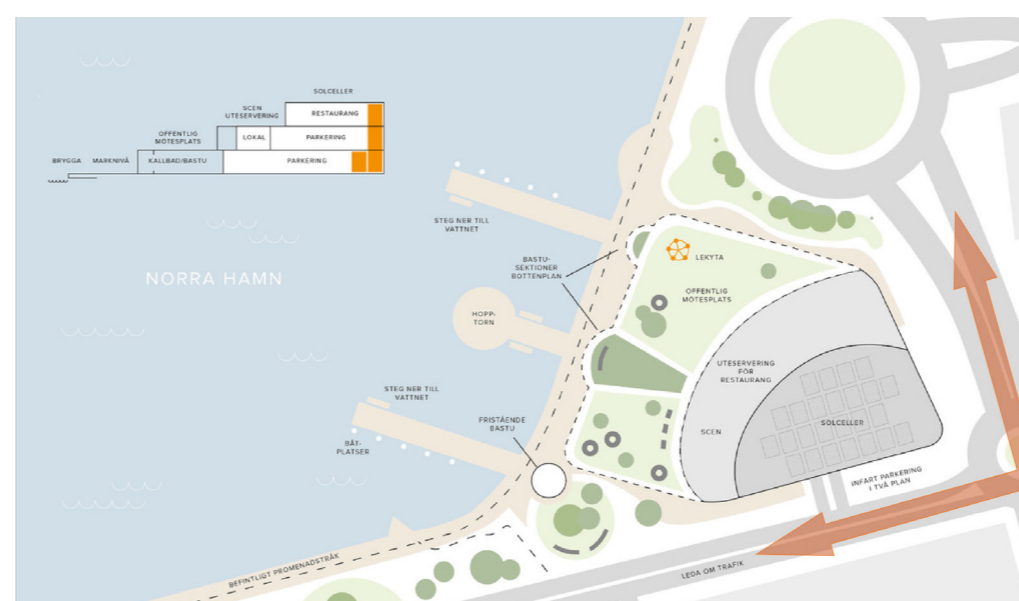 SOLCELLER
SCEN
UTESERVERING
RESTAURANG
OFFENTLIG
MÖTESPLATS
LOKAL
PARKERING
BRYGGA
MARKNIVÅ
KALLBAD/BASTU
PARKERING
STEG NER TILL
VATTNET
NORRA HAMN
BASTU-
SEKTIONER
BOTTENPLAN
LEKYTA
OFFENTLIG
MÖTESPLATS
HOPP-
TORN
UTESERVERING
FÖR
RESTAURANG
STEG NER TILL
VATTNET
FRISTÅENDE
BASTU
SCEN
SOLCELLER
BÅT-
PLATSER
INFART PARKERING
I TVÅ PLAN
BEFINTLIGT PROMENADSTRÅK
LEDA OM TRAFIK